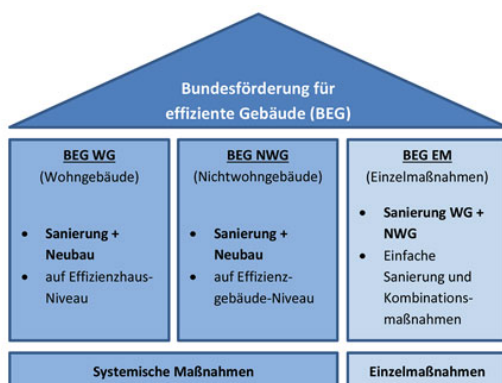 Bundesförderung für
effiziente Gebäude (BEG)
BEG WG
(Wohngebäude)
• Sanierung +
Neubau
• auf Effizienzhaus-
Niveau
BEG NWG
(Nichtwohngebäude)
• Sanierung +
Neubau
• auf Effizienz-
gebäude-Niveau
BEG EM
(Einzelmaßnahmen)
• Sanierung WG +
NWG
• Einfache
Sanierung und
Kombinations-
maßnahmen
Systemische Maßnahmen
Einzelmaßnahmen